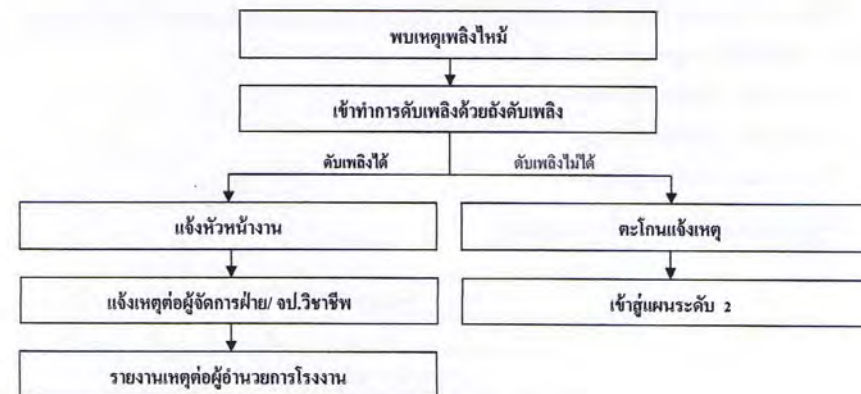 พบเหตุเพลิงไหม้
เข้าทำการดับเพลิงด้วยถังดับเพลิง
ดับเพลิงได้
ดับเพลิงไม่ได้
แจ้งหัวหน้างาน
ตะโกนแจ้งเหตุ
แจ้งเหตุต่อผู้จัดการฝ่าย/ จป.วิชาชีพ
เข้าสู่แผนระดับ 2
รายงานเหตุต่อผู้อำนวยการโรงงาน